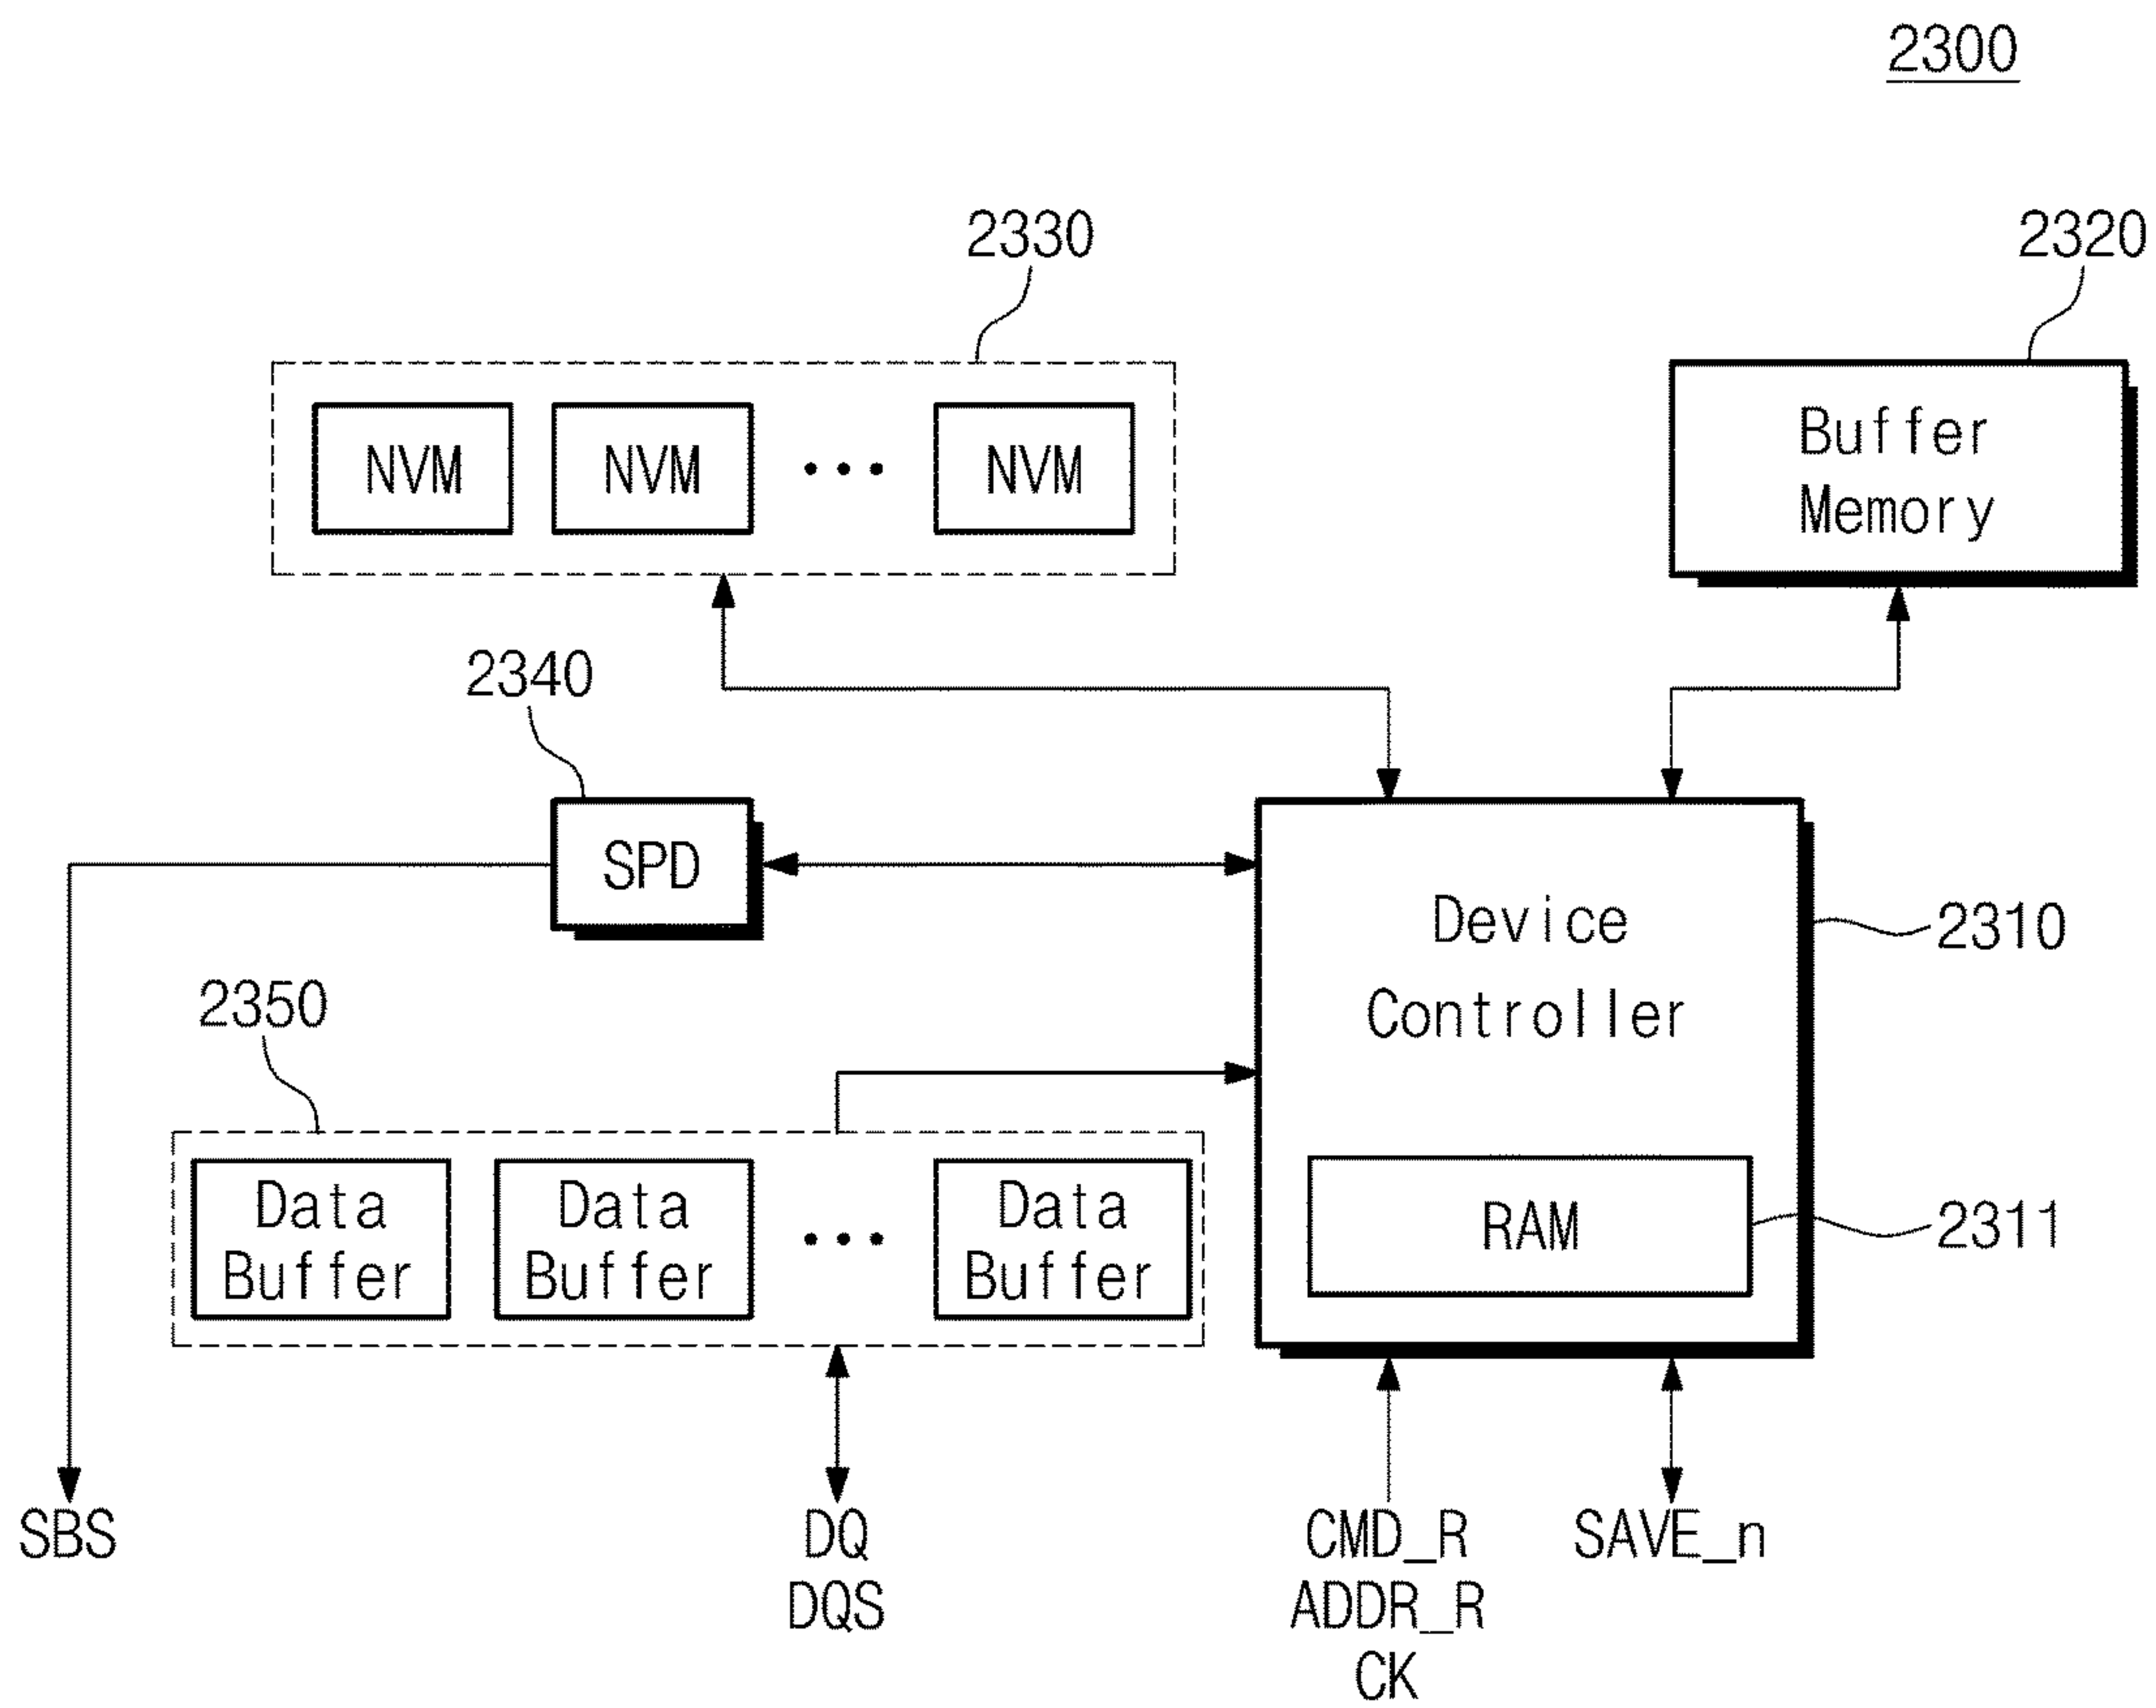 2300
2330
2320
NVM
NVM
NVM
Buffer
Memory
2340
SPD
Device
Controller
2310
2350
Data
Buffer
Data
Buffer
Data
Buffer
RAM
2311
SBS
DQ
DQS
CMD_R
ADDR_R
CK
SAVE_n